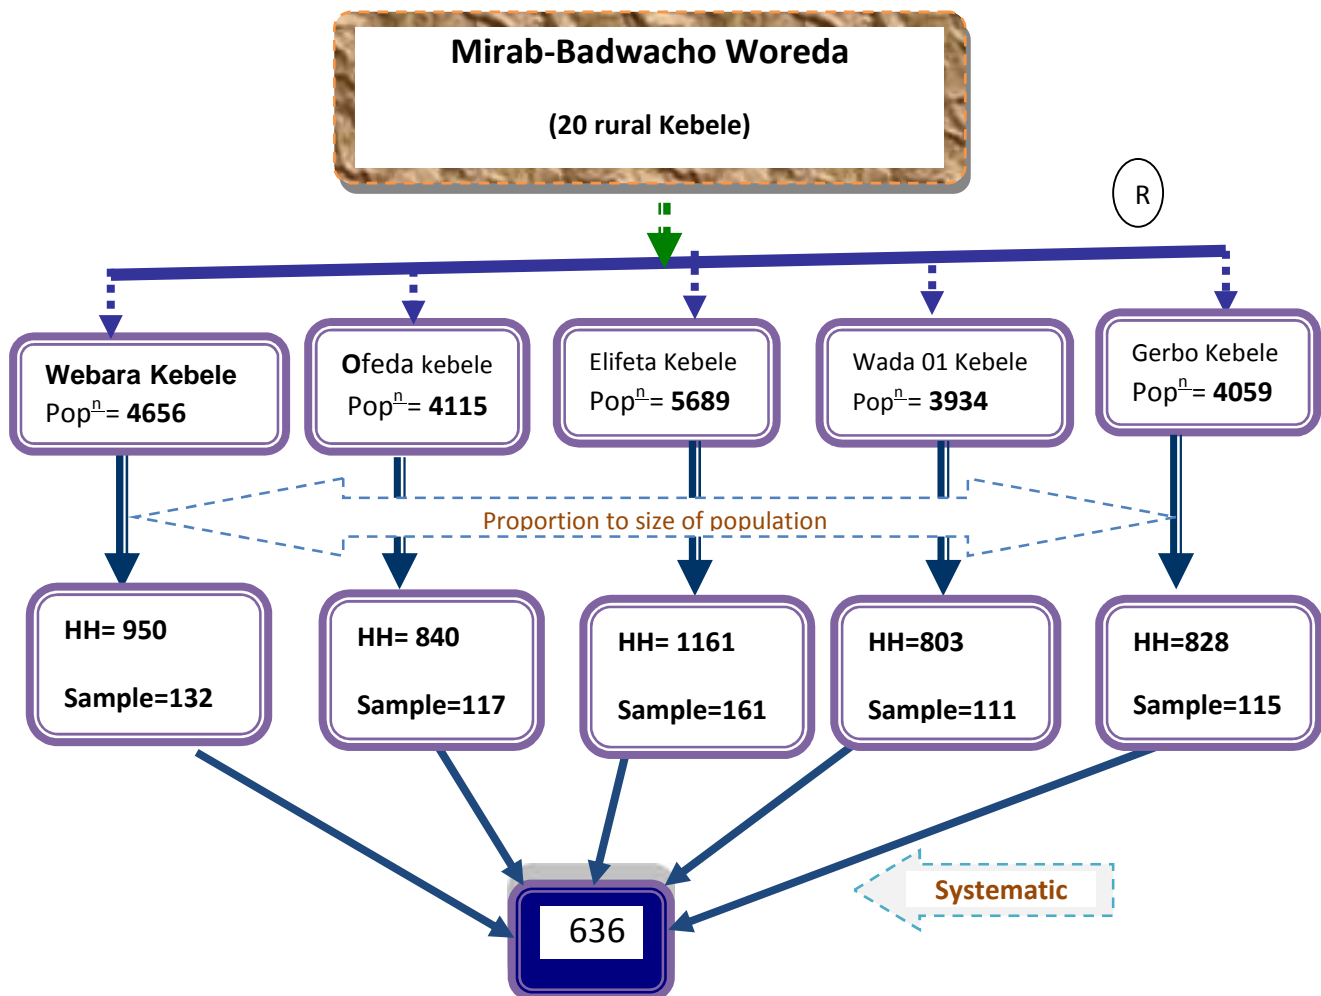 Mirab-Badwacho Woreda
(20 rural Kebele)
R
Webara Kebele
Popn= 4656
Ofeda kebele
Popn= 4115
Elifeta Kebele
Popn= 5689
Wada 01 Kebele
Popn= 3934
Gerbo Kebele
Popn= 4059
Proportion to size of population
HH= 950
Sample=132
HH= 840
Sample=117
HH= 1161
Sample=161
HH=803
Sample=111
HH=828
Sample=115
636
Systematic